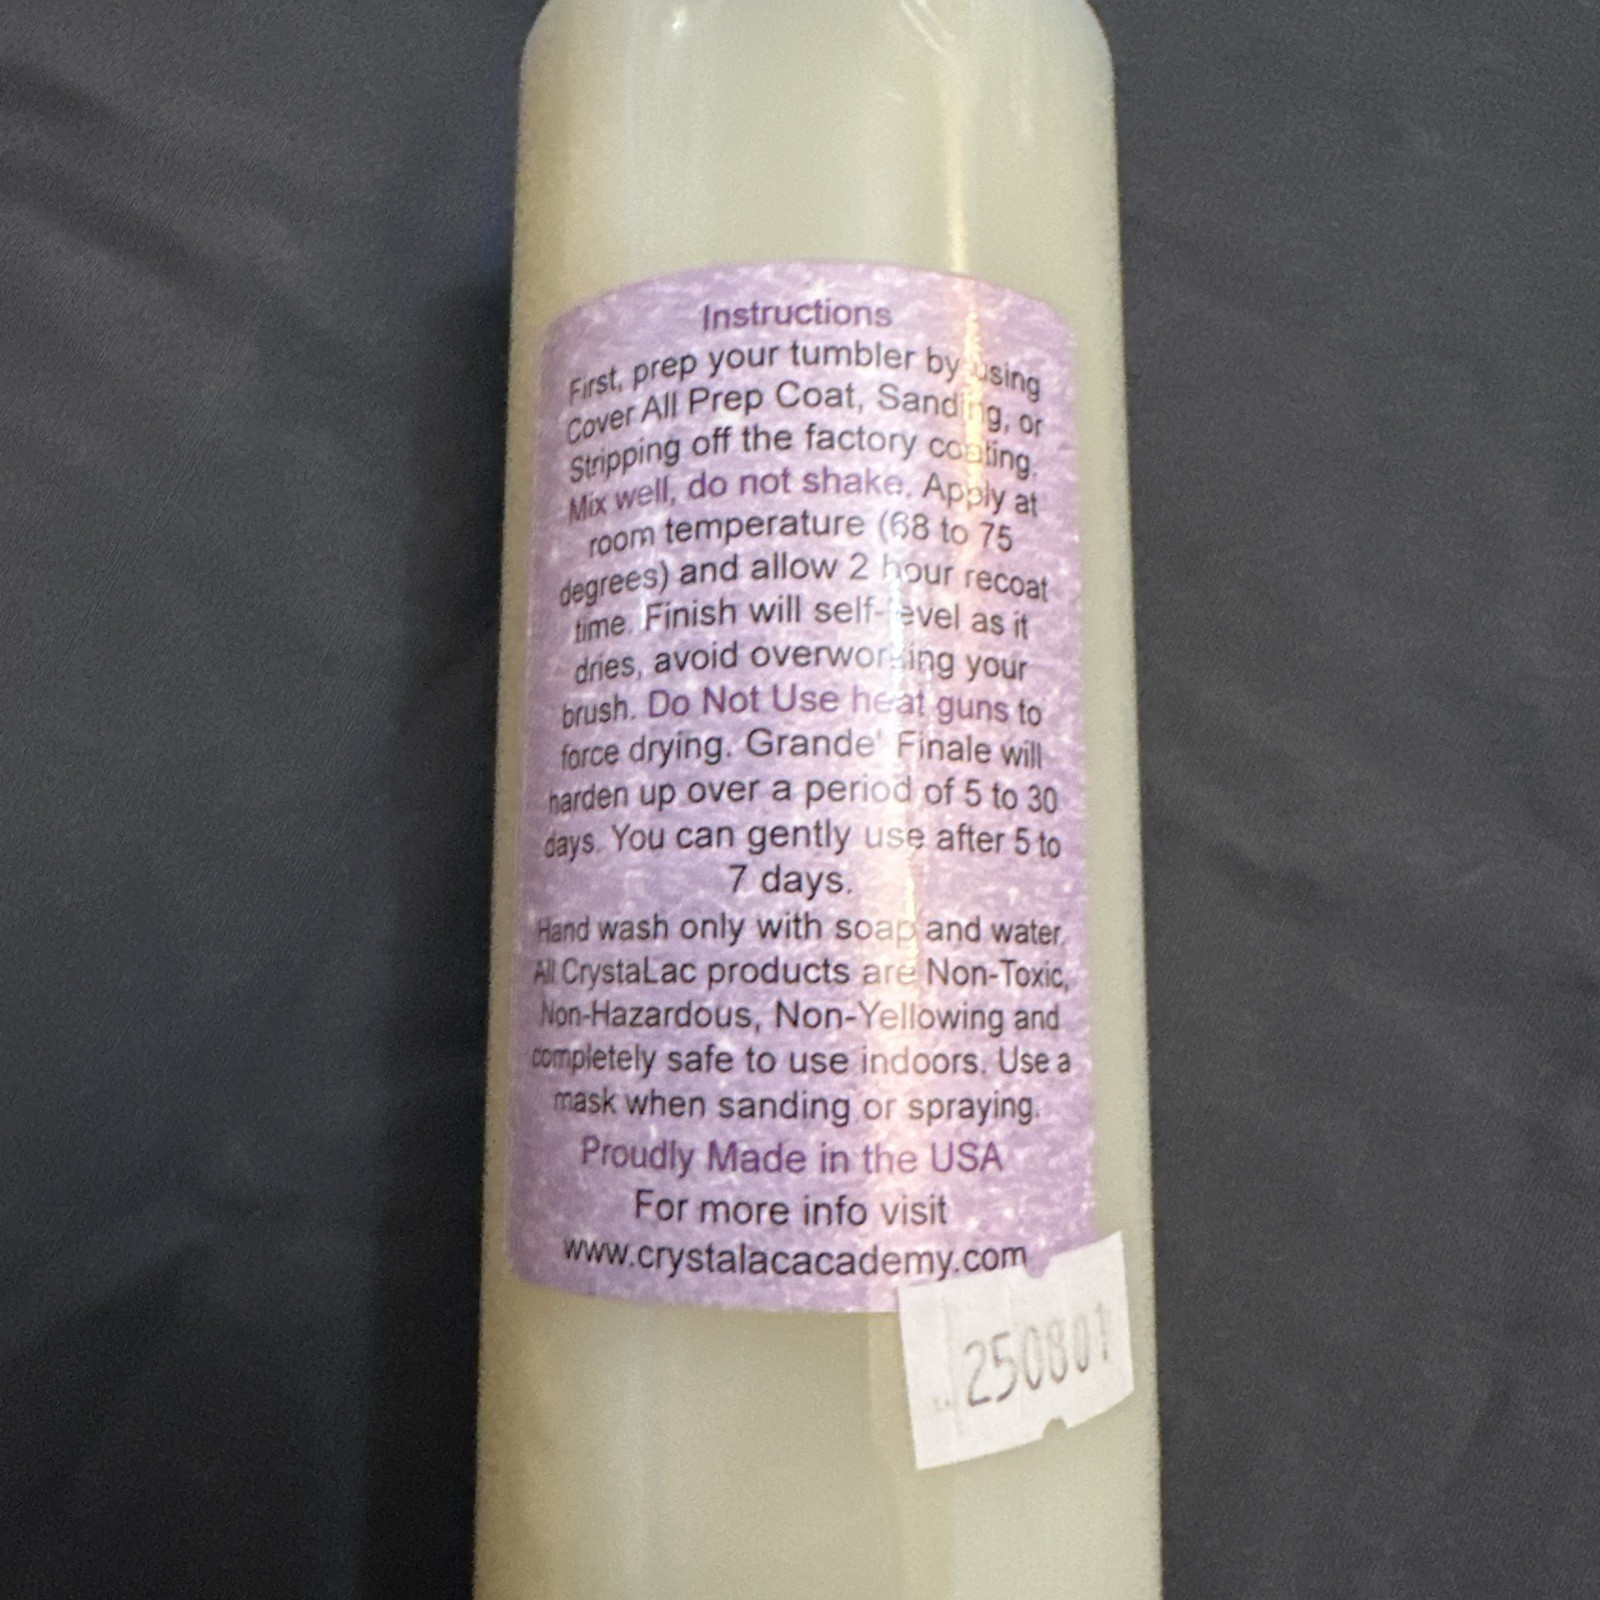 Instructions
First, prep your tumbler by using
Cover All Prep Coat, Sanding, or
Stripping off the factory coating.
Mix well, do not shake. Apply at
room temperature (68 to 75
degrees) and allow 2 hour recoat
time. Finish will self-level as it
dries, avoid overworking your
brush. Do Not Use heat guns to
force drying. Grande' Finale will
harden up over a period of 5 to 30
days. You can gently use after 5 to
7 days.
Hand wash only with soap and water.
All CrystaLac products are Non-Toxic,
Non-Hazardous, Non-Yellowing and
completely safe to use indoors. Use a
mask when sanding or spraying.
Proudly Made in the USA
For more info visit
www.crystalacacademy.com
250801